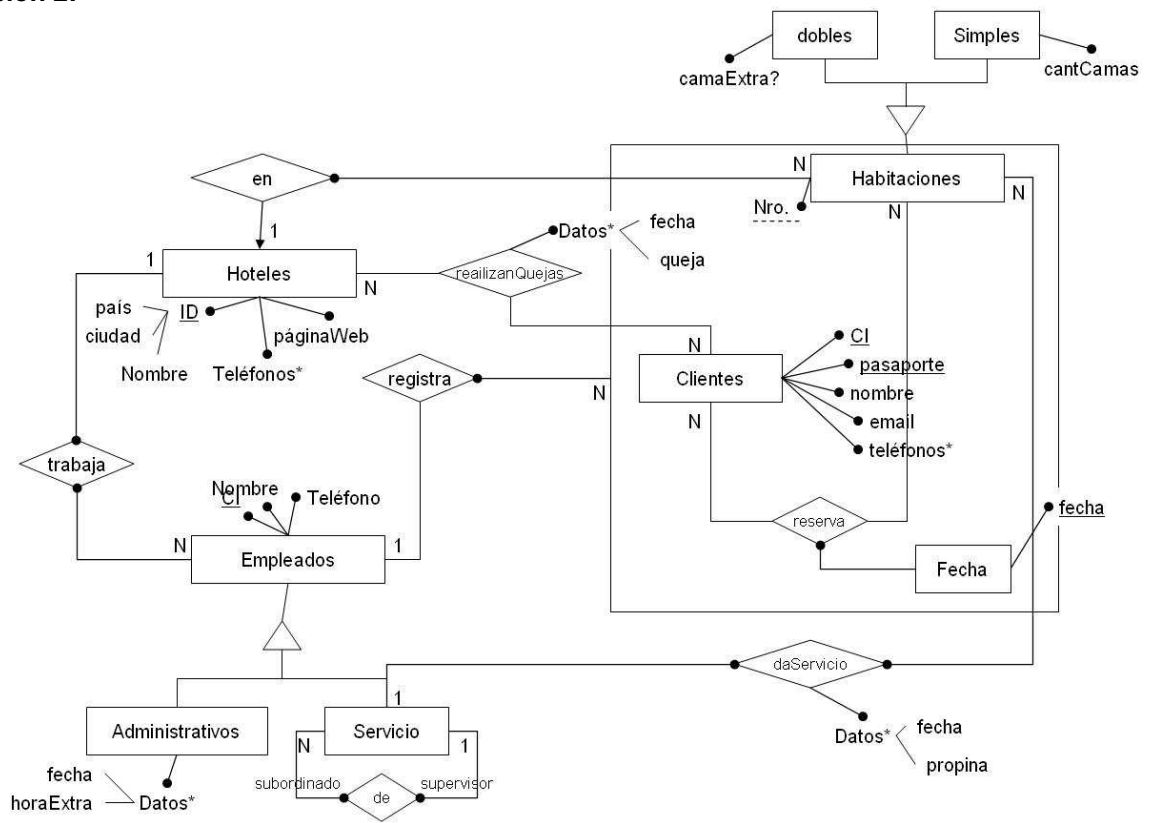 dobles
Simples
camaExtra?
cantCamas
en
N
Habitaciones
N
Nro.
N
1
Datos*
fecha
queja
1
Hoteles
N
reailizanQuejas
país
ciudad
Nombre
ID
páginaWeb
Teléfonos*
registra
N
N
Clientes
N
CI
pasaporte
nombre
email
teléfonos*
trabaja
Nombre
CI
Teléfono
reserva
fecha
N
Empleados
1
Fecha
daServicio
1
Administrativos
Servicio
N
1
Datos*
fecha
propina
fecha
horaExtra
Datos*
subordinado
de
supervisor